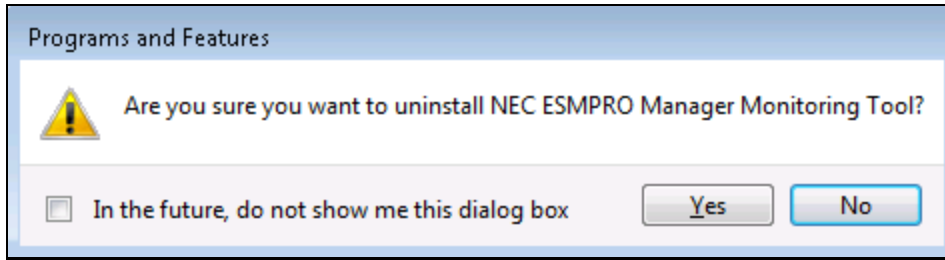 Programs and Features
Are you sure you want to uninstall NEC ESMPRO Manager Monitoring Tool?
In the future, do not show me this dialog box
Yes
No